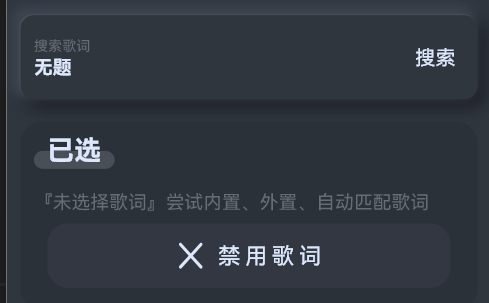 搜索歌词
无题
搜索
已选
『未选择歌词』尝试内置、外置、自动匹配歌词
禁用歌词